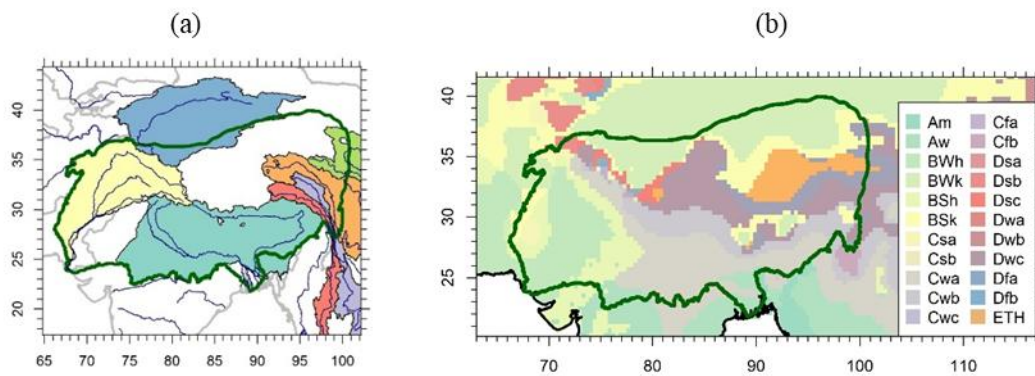 (a)
(b)
40
35
30
25
20
65 70 75 80 85 90 95 100
40
35
30
25
70 80 90 100 110
Am Cfa
Aw Cfb
BWh Dsa
BWk Dsb
BSh Dsc
BSk Dwa
Csa Dwb
Csb Dwc
Cwa Dfa
Cwb Dfb
Cwc ETH